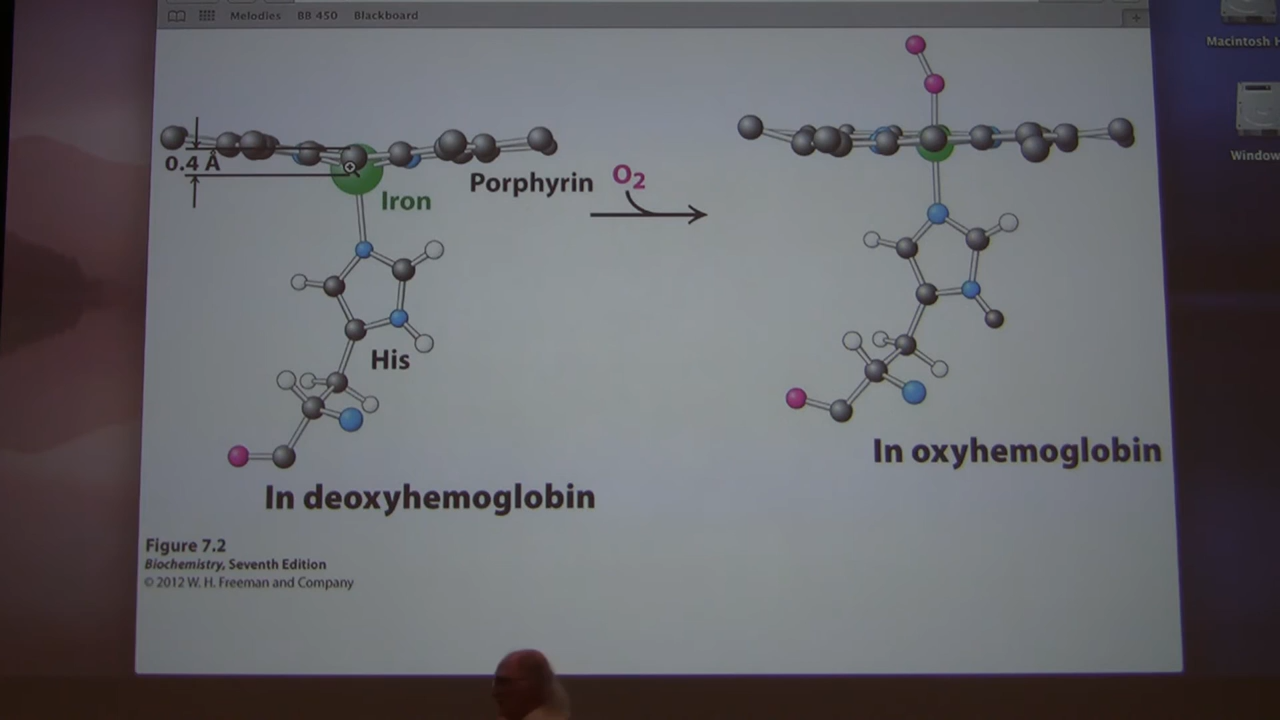 Melodies BB 450 Blackboard
Macintosh H
Window
0.4 Å
Iron
Porphyrin
O2
His
In deoxyhemoglobin
In oxyhemoglobin
Figure 7.2
Biochemistry, Seventh Edition
© 2012 W. H. Freeman and Company